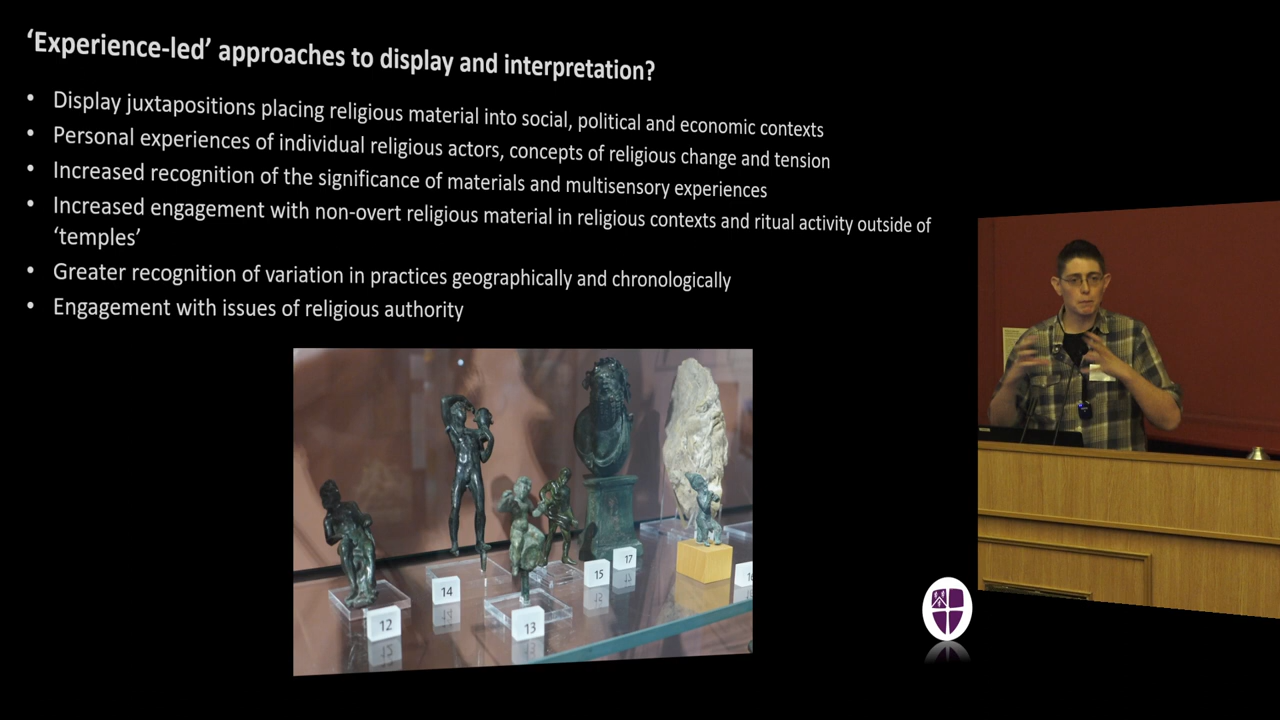 ‘Experience-led’ approaches to display and interpretation?
• Display juxtapositions placing religious material into social, political and economic contexts
• Personal experiences of individual religious actors, concepts of religious change and tension
• Increased recognition of the significance of materials and multisensory experiences
• Increased engagement with non-overt religious material in religious contexts and ritual activity outside of
‘temples’
• Greater recognition of variation in practices geographically and chronologically
• Engagement with issues of religious authority
12
14
13
15
17